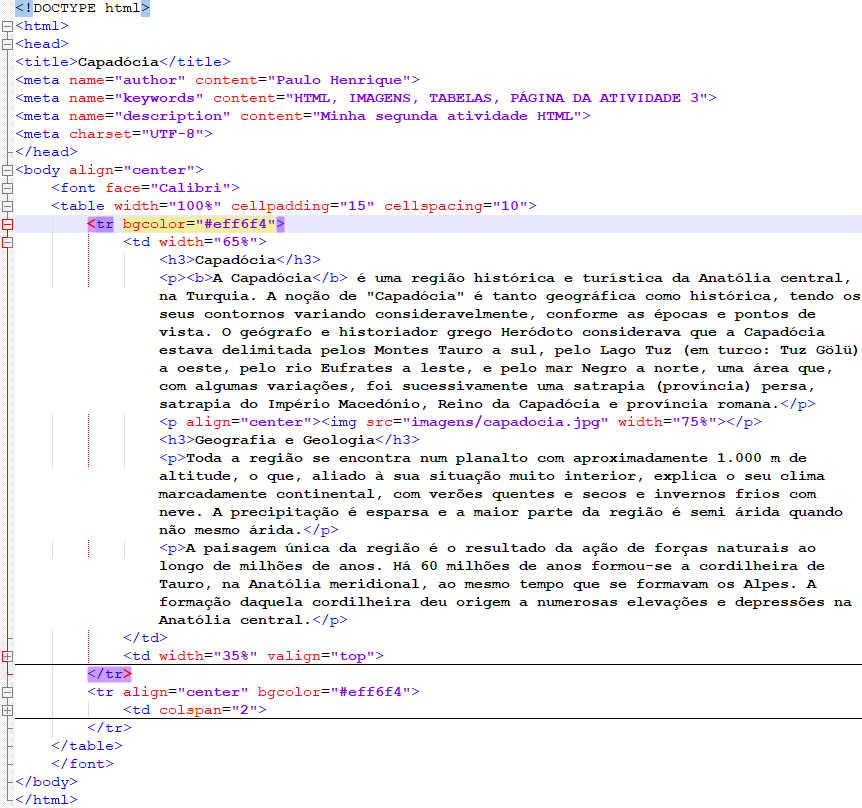 <!DOCTYPE html>
<html>
<head>
<title>Capadócia</title>
<meta name="author" content="Paulo Henrique">
<meta name="keywords" content="HTML, IMAGENS, TABELAS, PÁGINA DA ATIVIDADE 3">
<meta name="description" content="Minha segunda atividade HTML">
<meta charset="UTF-8">
</head>
<body align="center">
<font face="Calibri">
<table width="100%" cellpadding="15" cellspacing="10">
<tr bgcolor="#eff6f4">
<td width="65%">
<h3>Capadócia</h3>
<p><b>A Capadócia</b> é uma região histórica e turística da Anatólia central,
na Turquia. A noção de "Capadócia" é tanto geográfica como histórica, tendo os
seus contornos variando consideravelmente, conforme as épocas e pontos de
vista. O geógrafo e historiador grego Heródoto considerava que a Capadócia
estava delimitada pelos Montes Tauro a sul, pelo Lago Tuz (em turco: Tuz Gölü)
a oeste, pelo rio Eufrates a leste, e pelo mar Negro a norte, uma área que,
com algumas variações, foi sucessivamente uma satrapia (província) persa,
satrapia do Império Macedónio, Reino da Capadócia e província romana.</p>
<p align="center"><img src="imagens/capadocia.jpg" width="75%"></p>
<h3>Geografia e Geologia</h3>
<p>Toda a região se encontra num planalto com aproximadamente 1.000 m de
altitude, o que, aliado à sua situação muito interior, explica o seu clima
marcadamente continental, com verões quentes e secos e invernos frios com
neve. A precipitação é esparsa e a maior parte da região é semi árida quando
não mesmo árida.</p>
<p>A paisagem única da região é o resultado da ação de forças naturais ao
longo de milhões de anos. Há 60 milhões de anos formou-se a cordilheira de
Tauro, na Anatólia meridional, ao mesmo tempo que se formavam os Alpes. A
formação daquela cordilheira deu origem a numerosas elevações e depressões na
Anatólia central.</p>
</td>
<td width="35%" valign="top">
</tr>
<tr align="center" bgcolor="#eff6f4">
<td colspan="2">
</tr>
</table>
</font>
</body>
</html>